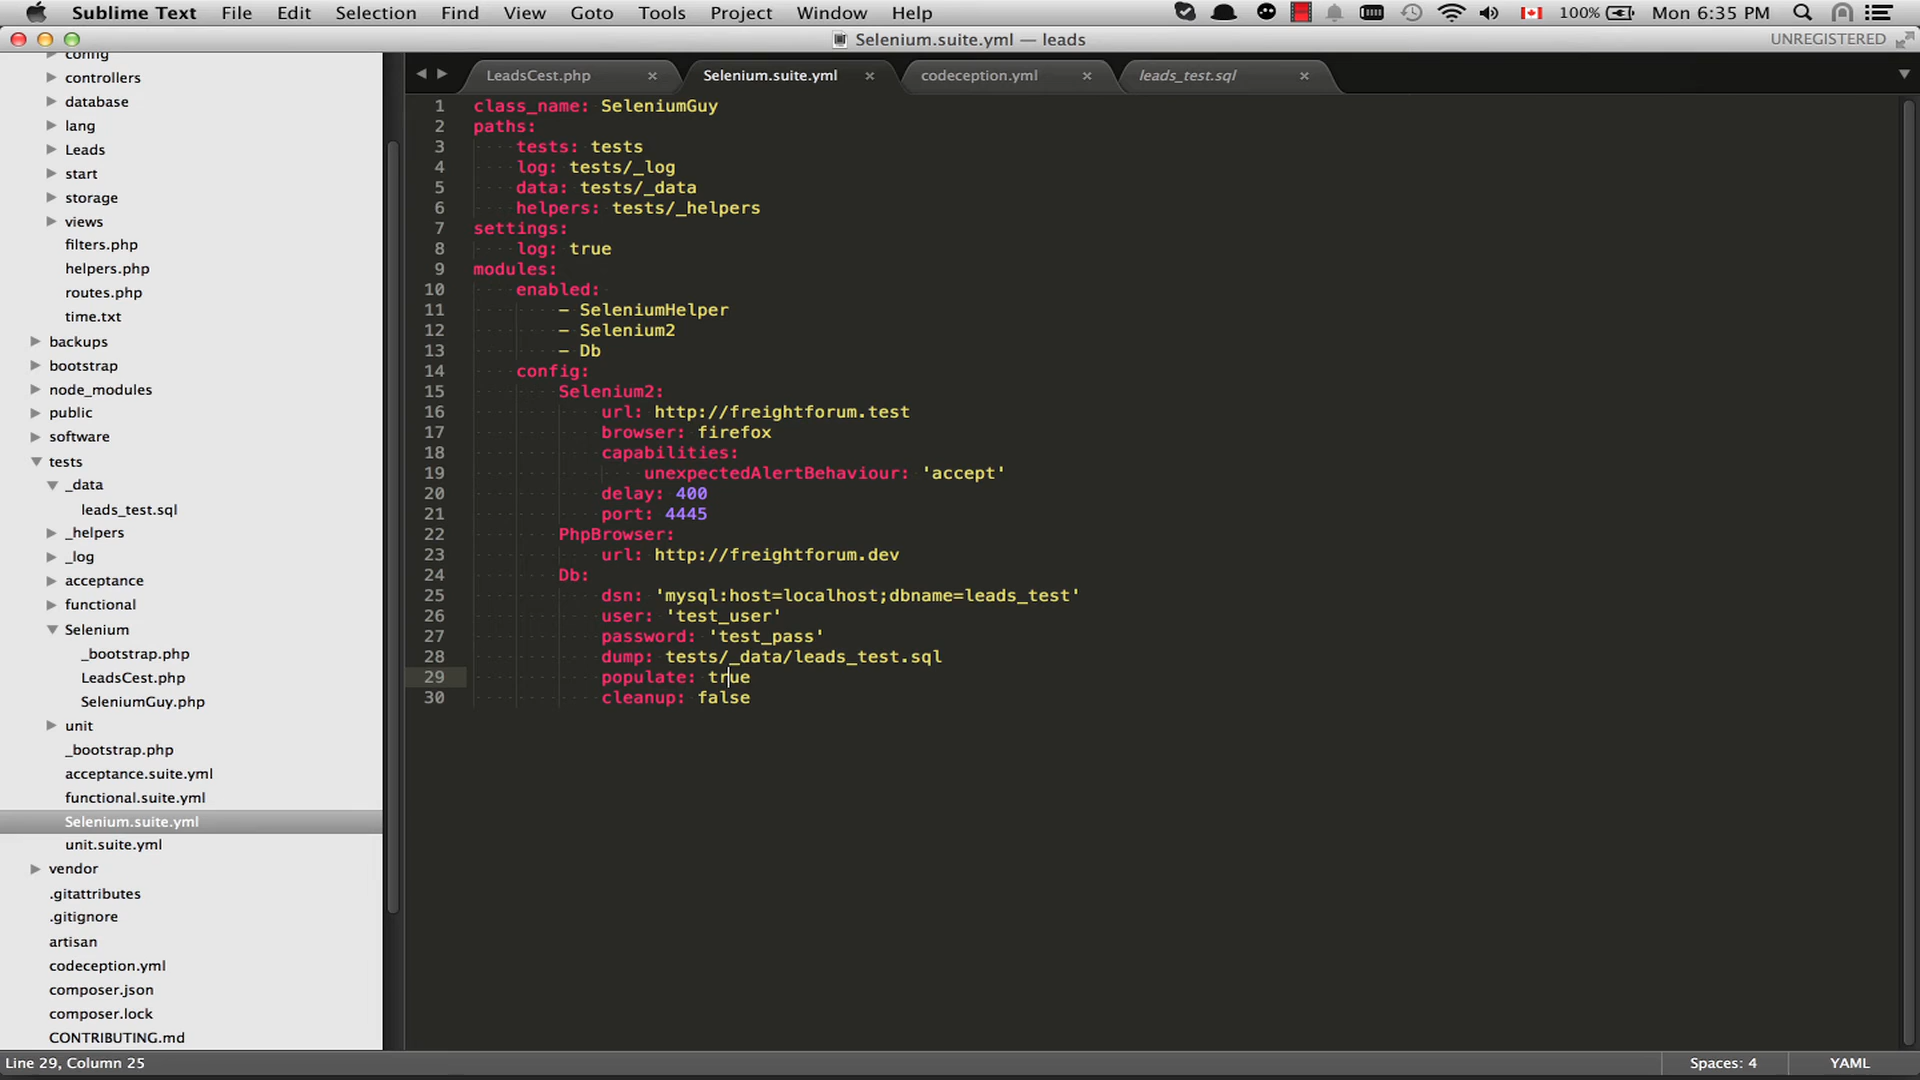 Sublime Text File Edit Selection Find View Goto Tools Project Window Help 100% Mon 6:35 PM
Selenium.suite.yml — leads UNREGISTERED
config
controllers
database
lang
Leads
start
storage
views
filters.php
helpers.php
routes.php
time.txt
backups
bootstrap
node_modules
public
software
tests
_data
leads_test.sql
_helpers
_log
acceptance
functional
Selenium
_bootstrap.php
LeadsCest.php
SeleniumGuy.php
unit
_bootstrap.php
acceptance.suite.yml
functional.suite.yml
Selenium.suite.yml
unit.suite.yml
vendor
.gitattributes
.gitignore
artisan
codeception.yml
composer.json
composer.lock
CONTRIBUTING.md
LeadsCest.php Selenium.suite.yml codeception.yml leads_test.sql
1 class_name: SeleniumGuy
2 paths:
3 tests: tests
4 log: tests/_log
5 data: tests/_data
6 helpers: tests/_helpers
7 settings:
8 log: true
9 modules:
10 enabled:
11 - SeleniumHelper
12 - Selenium2
13 - Db
14 config:
15 Selenium2:
16 url: http://freightforum.test
17 browser: firefox
18 capabilities:
19 unexpectedAlertBehaviour: 'accept'
20 delay: 400
21 port: 4445
22 PhpBrowser:
23 url: http://freightforum.dev
24 Db:
25 dsn: 'mysql:host=localhost;dbname=leads_test'
26 user: 'test_user'
27 password: 'test_pass'
28 dump: tests/_data/leads_test.sql
29 populate: true
30 cleanup: false
Line 29, Column 25 Spaces: 4 YAML